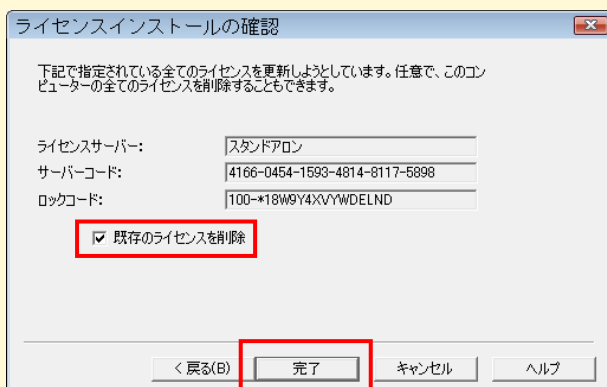 ライセンスインストールの確認
下記で指定されている全てのライセンスを更新しようとしています。任意で、このコン
ピューターの全てのライセンスを削除することもできます。
ライセンスサーバー: スタンドアロン
サーバーコード: 4166-0454-1593-4814-8117-5898
ロックコード: 100-*18W9Y4XVYWDELND
既存のライセンスを削除
< 戻る(B) 完了 キャンセル ヘルプ